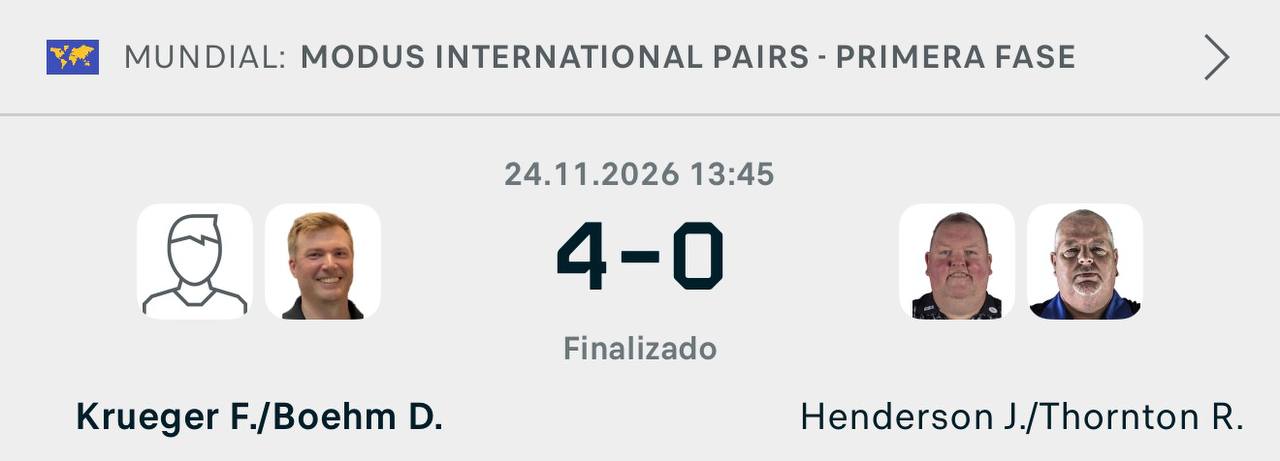 MUNDIAL: MODUS INTERNATIONAL PAIRS - PRIMERA FASE
24.11.2026 13:45
4-0
Finalizado
Krueger F./Boehm D.
Henderson J./Thornton R.